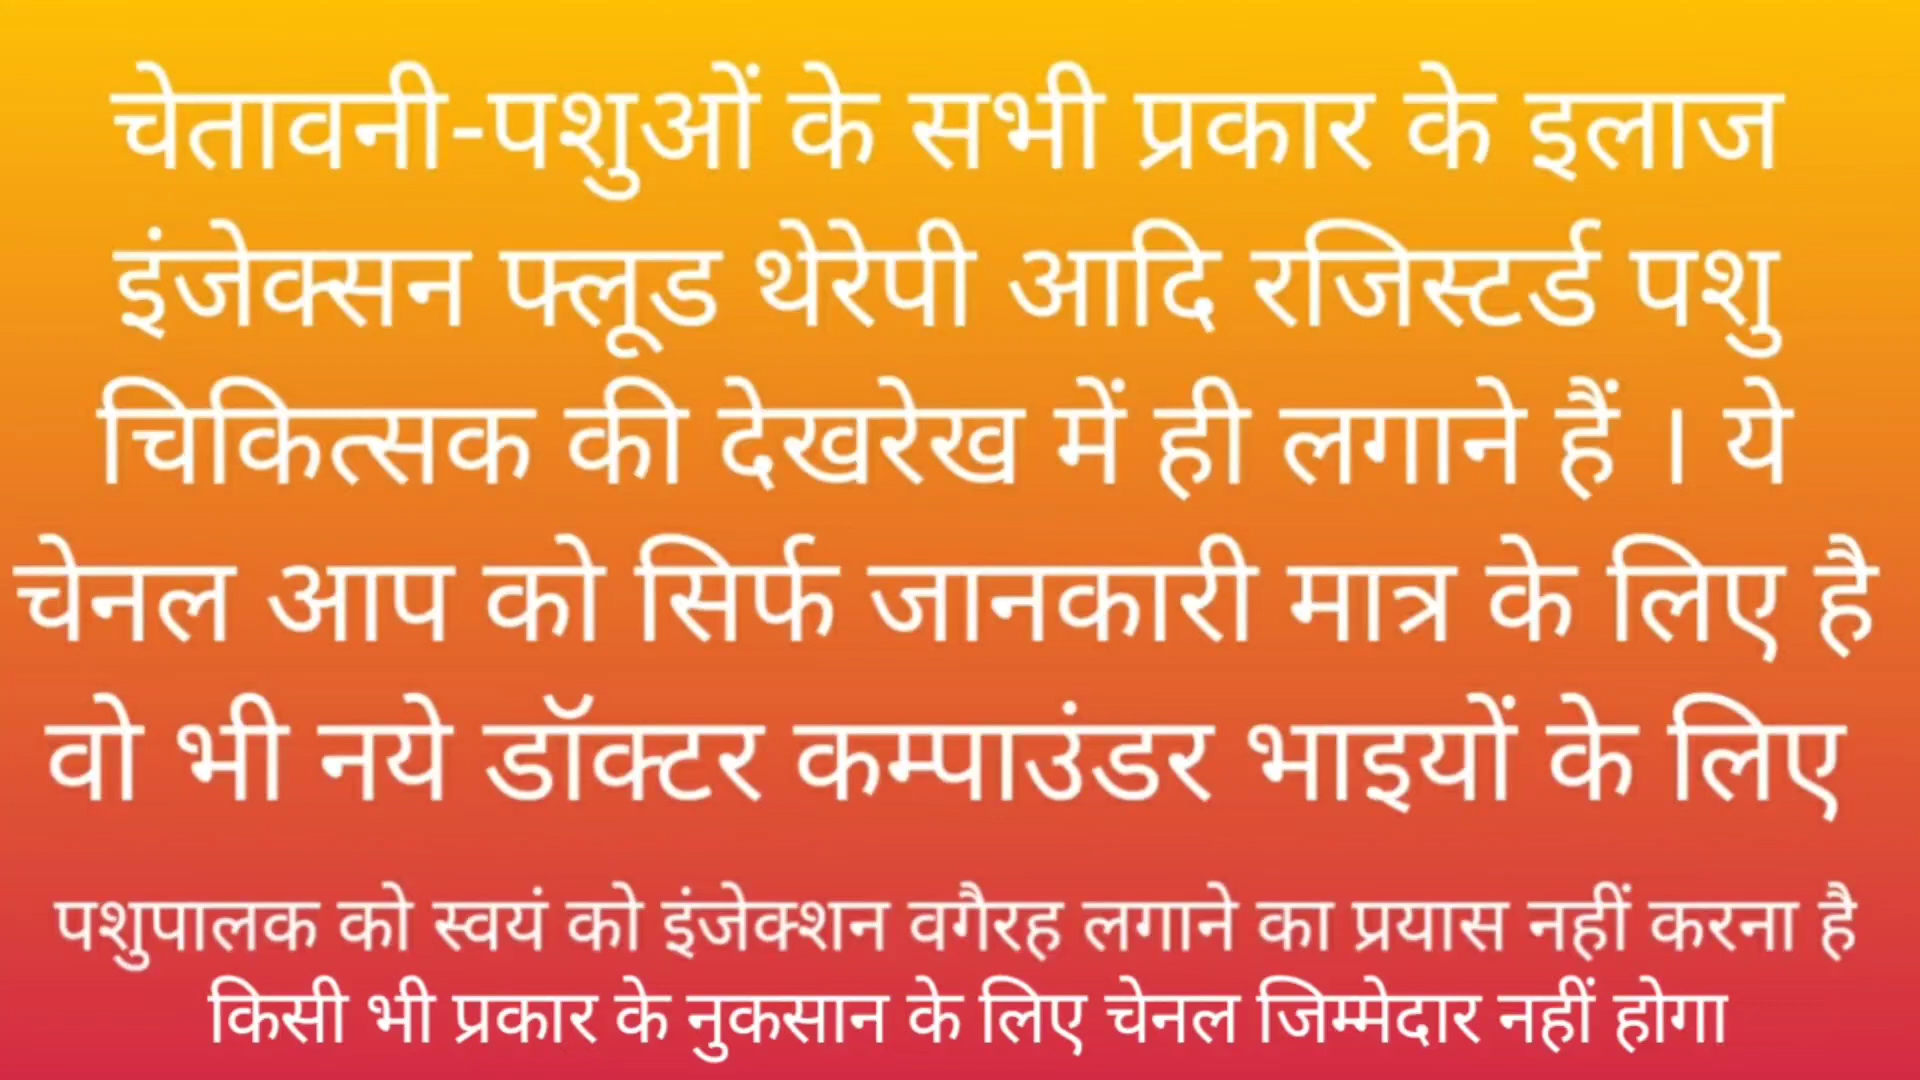 चेतावनी-पशुओं के सभी प्रकार के इलाज
इंजेक्सन फ्लूड थेरेपी आदि रजिस्टर्ड पशु
चिकित्सक की देखरेख में ही लगाने हैं । ये
चेनल आप को सिर्फ जानकारी मात्र के लिए है
वो भी नये डॉक्टर कम्पाउंडर भाइयों के लिए
पशुपालक को स्वयं को इंजेक्शन वगैरह लगाने का प्रयास नहीं करना है
किसी भी प्रकार के नुकसान के लिए चेनल जिम्मेदार नहीं होगा